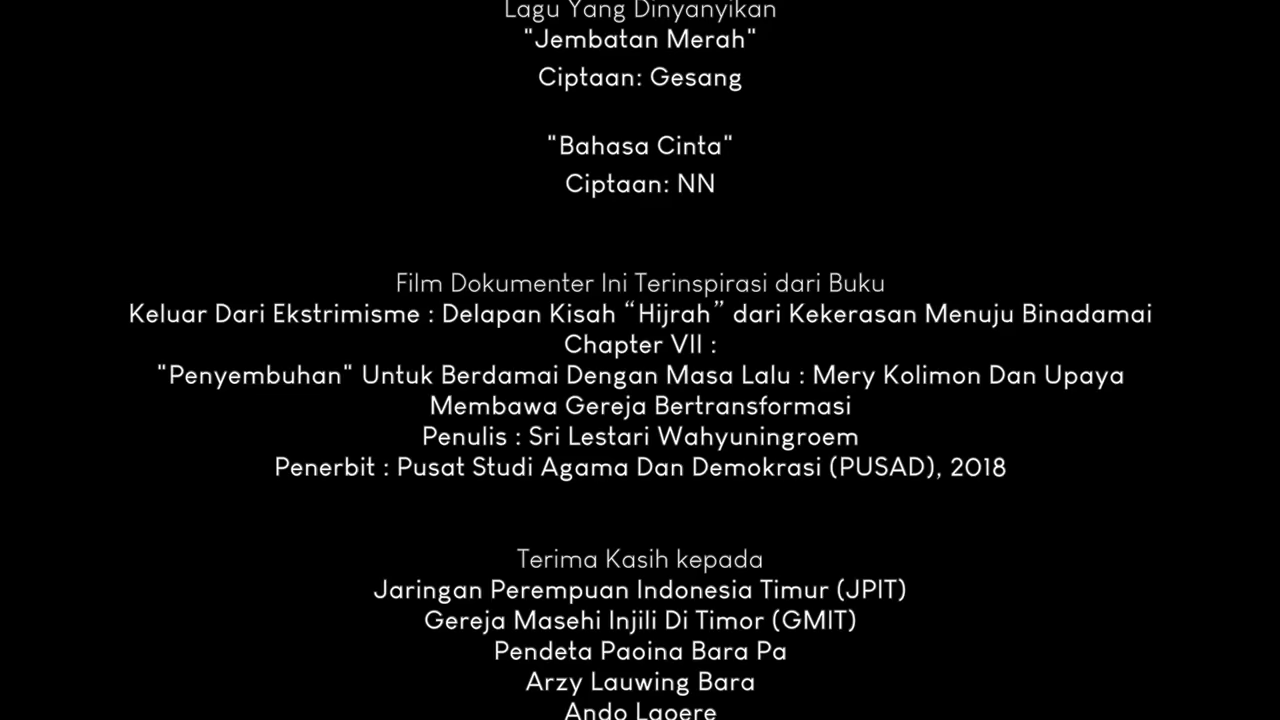 Lagu Yang Dinyanyikan
"Jembatan Merah"
Ciptaan: Gesang
"Bahasa Cinta"
Ciptaan: NN
Film Dokumenter Ini Terinspirasi dari Buku
Keluar Dari Ekstrimisme : Delapan Kisah “Hijrah” dari Kekerasan Menuju Binadamai
Chapter VII :
"Penyembuhan" Untuk Berdamai Dengan Masa Lalu : Mery Kolimon Dan Upaya
Membawa Gereja Bertransformasi
Penulis : Sri Lestari Wahyuningroem
Penerbit : Pusat Studi Agama Dan Demokrasi (PUSAD), 2018
Terima Kasih kepada
Jaringan Perempuan Indonesia Timur (JPIT)
Gereja Masehi Injili Di Timor (GMIT)
Pendeta Paoina Bara Pa
Arzy Lauwing Bara
Ando Laoere